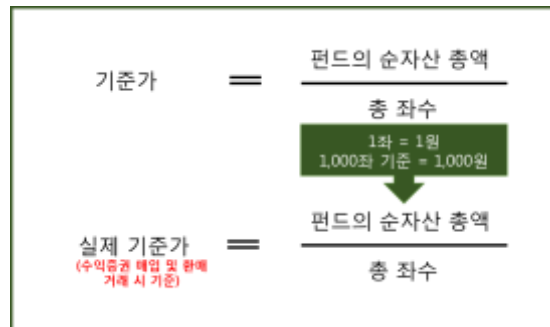 펀드의 순자산 총액
기준가 =
총 좌수
1좌 = 1원
1,000좌 기준 = 1,000원
펀드의 순자산 총액
실제 기준가 =
(수익증권 매입 및 판매
거래 시 기준)
총 좌수